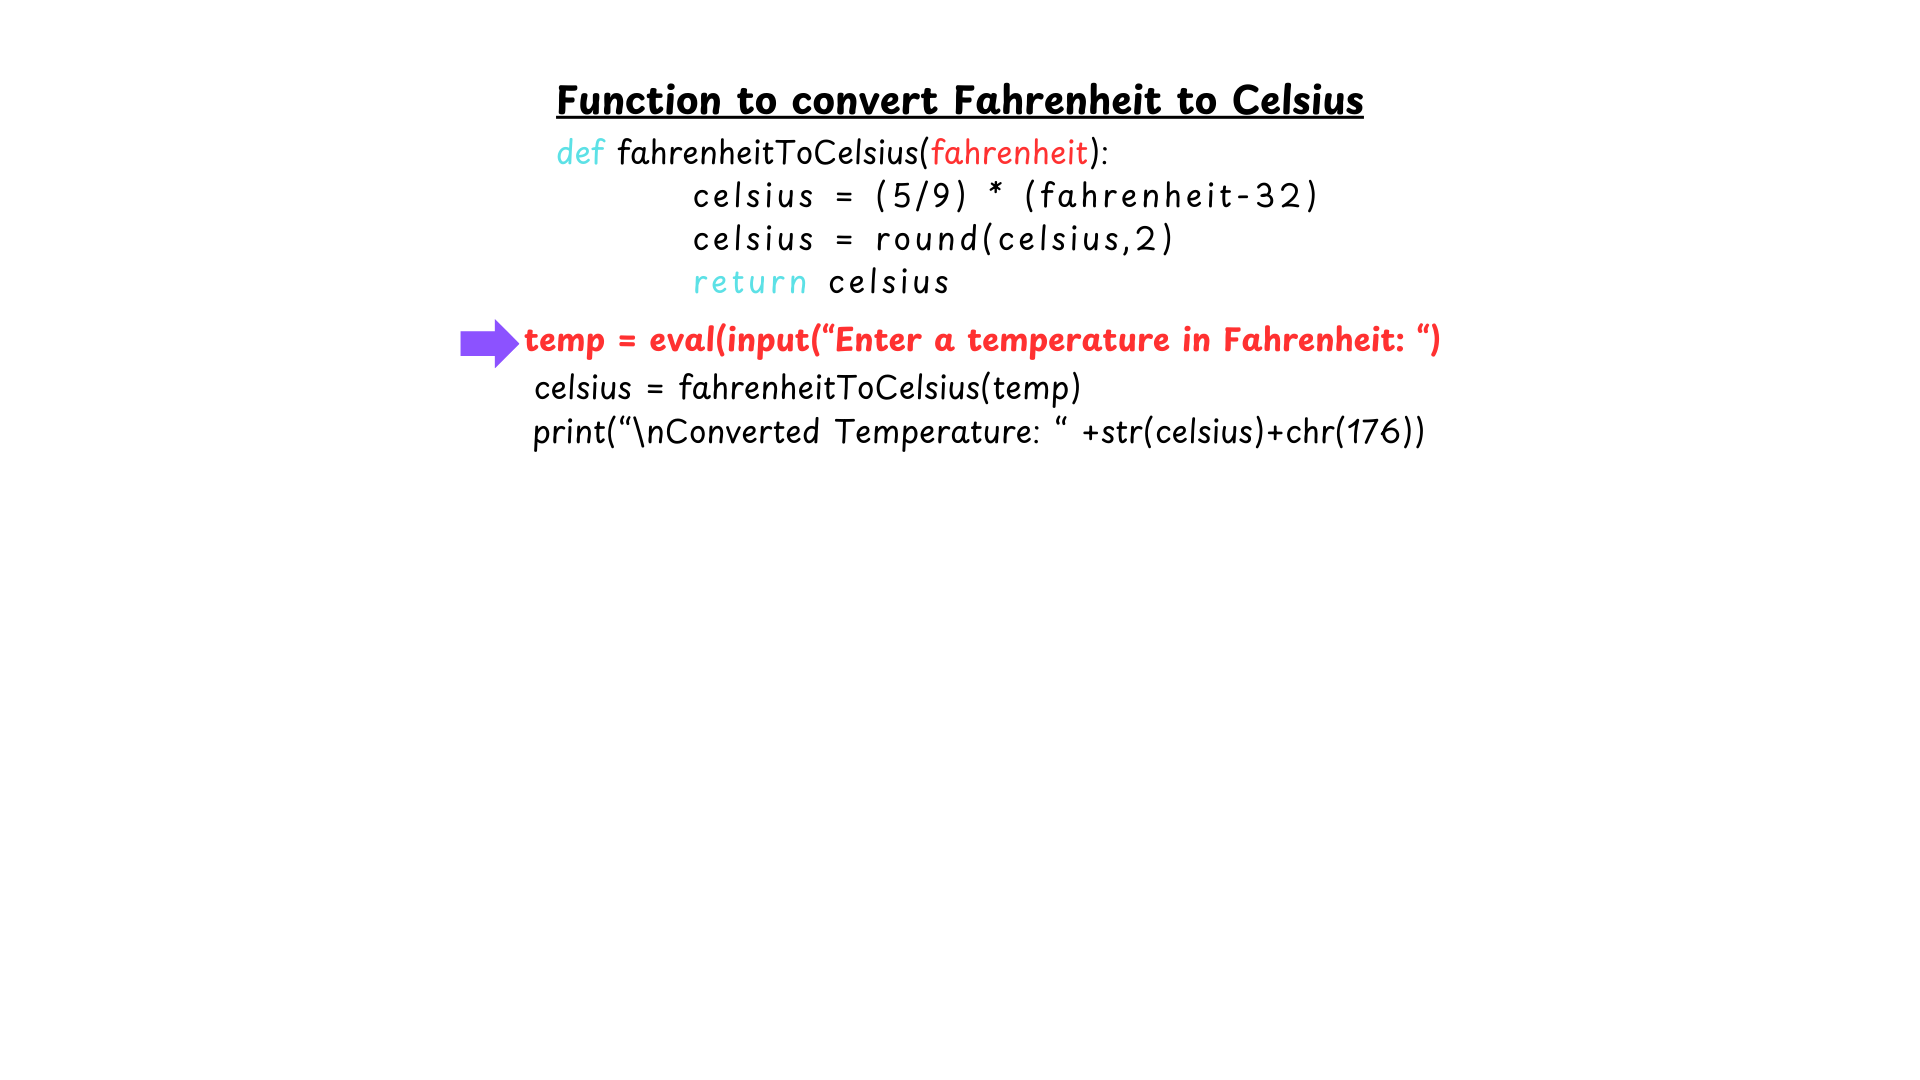 Function to convert Fahrenheit to Celsius
def fahrenheitToCelsius(fahrenheit):
celsius = (5/9) * (fahrenheit-32)
celsius = round(celsius,2)
return celsius
temp = eval(input(“Enter a temperature in Fahrenheit: “)
celsius = fahrenheitToCelsius(temp)
print(“\nConverted Temperature: “ +str(celsius)+chr(176))